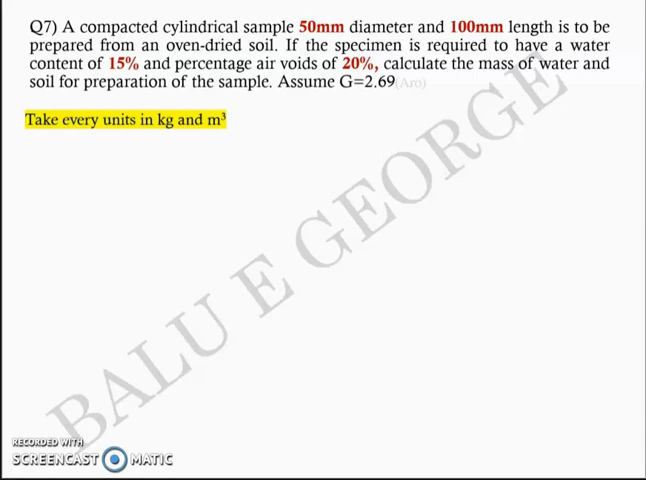 Q7) A compacted cylindrical sample 50mm diameter and 100mm length is to be
prepared from an oven-dried soil. If the specimen is required to have a water
content of 15% and percentage air voids of 20%, calculate the mass of water and
soil for preparation of the sample. Assume G=2.69(Aro)
Take every units in kg and m³
BALU E GEORGE
RECORDED WITH
SCREENCAST MATIC